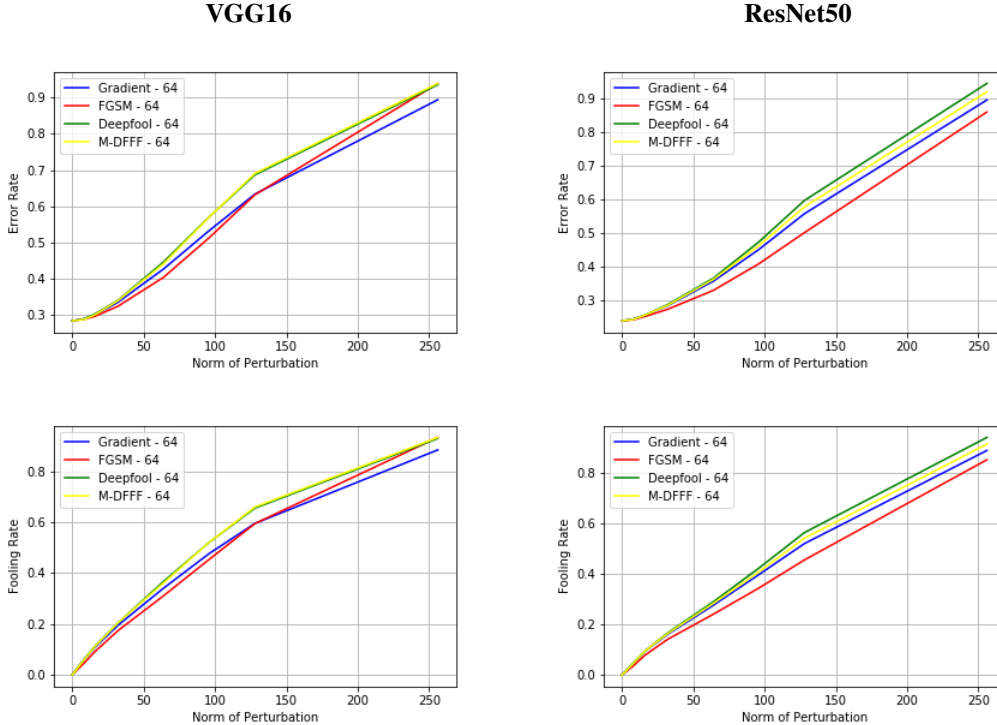 VGG16
ResNet50
Gradient - 64
FGSM - 64
Deepfool - 64
M-DFFF - 64
Error Rate
0.9
0.8
0.7
0.6
0.5
0.4
0.3
0 50 100 150 200 250
Norm of Perturbation
Gradient - 64
FGSM - 64
Deepfool - 64
M-DFFF - 64
Error Rate
0.9
0.8
0.7
0.6
0.5
0.4
0.3
0 50 100 150 200 250
Norm of Perturbation
Gradient - 64
FGSM - 64
Deepfool - 64
M-DFFF - 64
Fooling Rate
0.8
0.6
0.4
0.2
0.0
0 50 100 150 200 250
Norm of Perturbation
Gradient - 64
FGSM - 64
Deepfool - 64
M-DFFF - 64
Fooling Rate
0.8
0.6
0.4
0.2
0.0
0 50 100 150 200 250
Norm of Perturbation